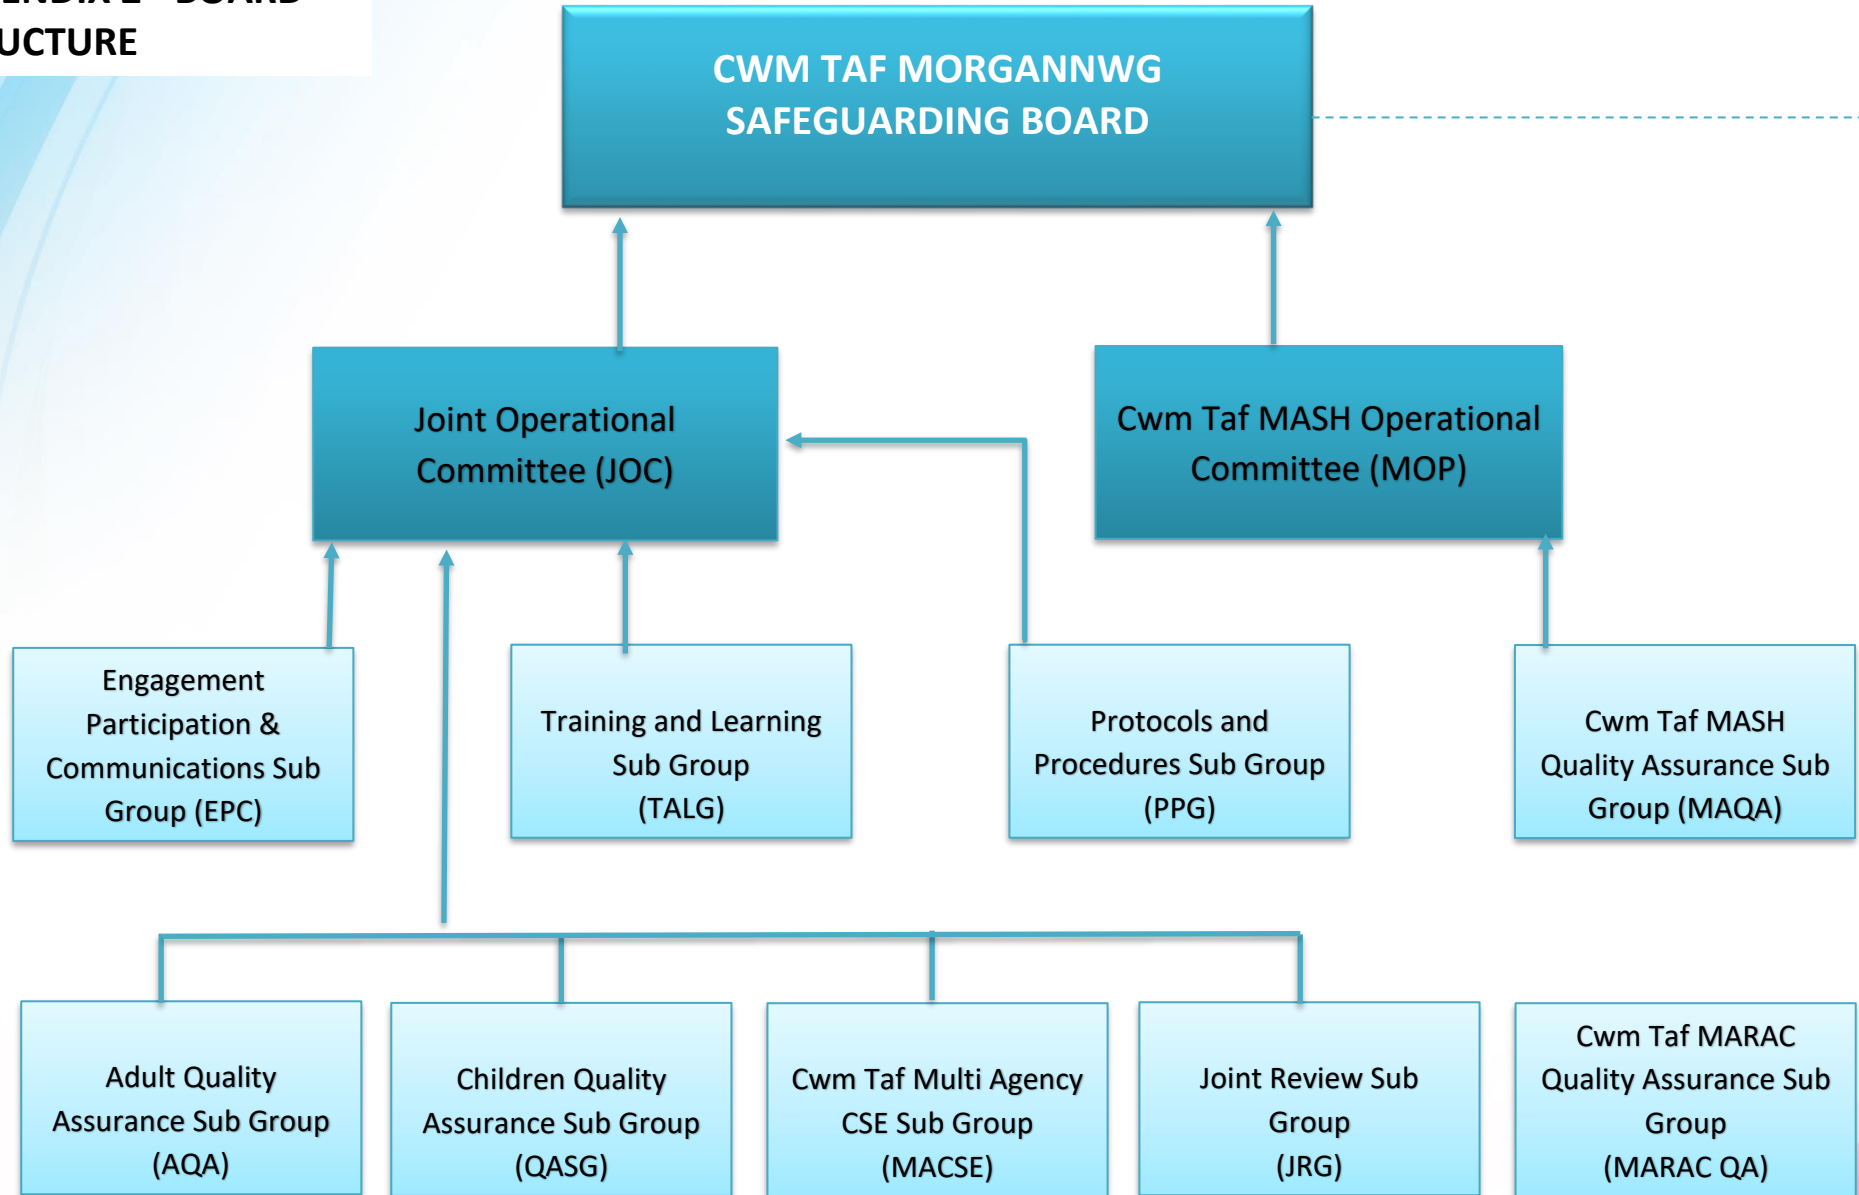 BOARD
UCTURE
CWM TAF MORGANNWG
SAFEGUARDING BOARD
Joint Operational
Committee (JOC)
Cwm Taf MASH Operational
Committee (MOP)
Engagement
Participation &
Communications Sub
Group (EPC)
Training and Learning
Sub Group
(TALG)
Protocols and
Procedures Sub Group
(PPG)
Cwm Taf MASH
Quality Assurance Sub
Group (MAQA)
Adult Quality
Assurance Sub Group
(AQA)
Children Quality
Assurance Sub Group
(QASG)
Cwm Taf Multi Agency
CSE Sub Group
(MACSE)
Joint Review Sub
Group
(JRG)
Cwm Taf MARAC
Quality Assurance Sub
Group
(MARAC QA)